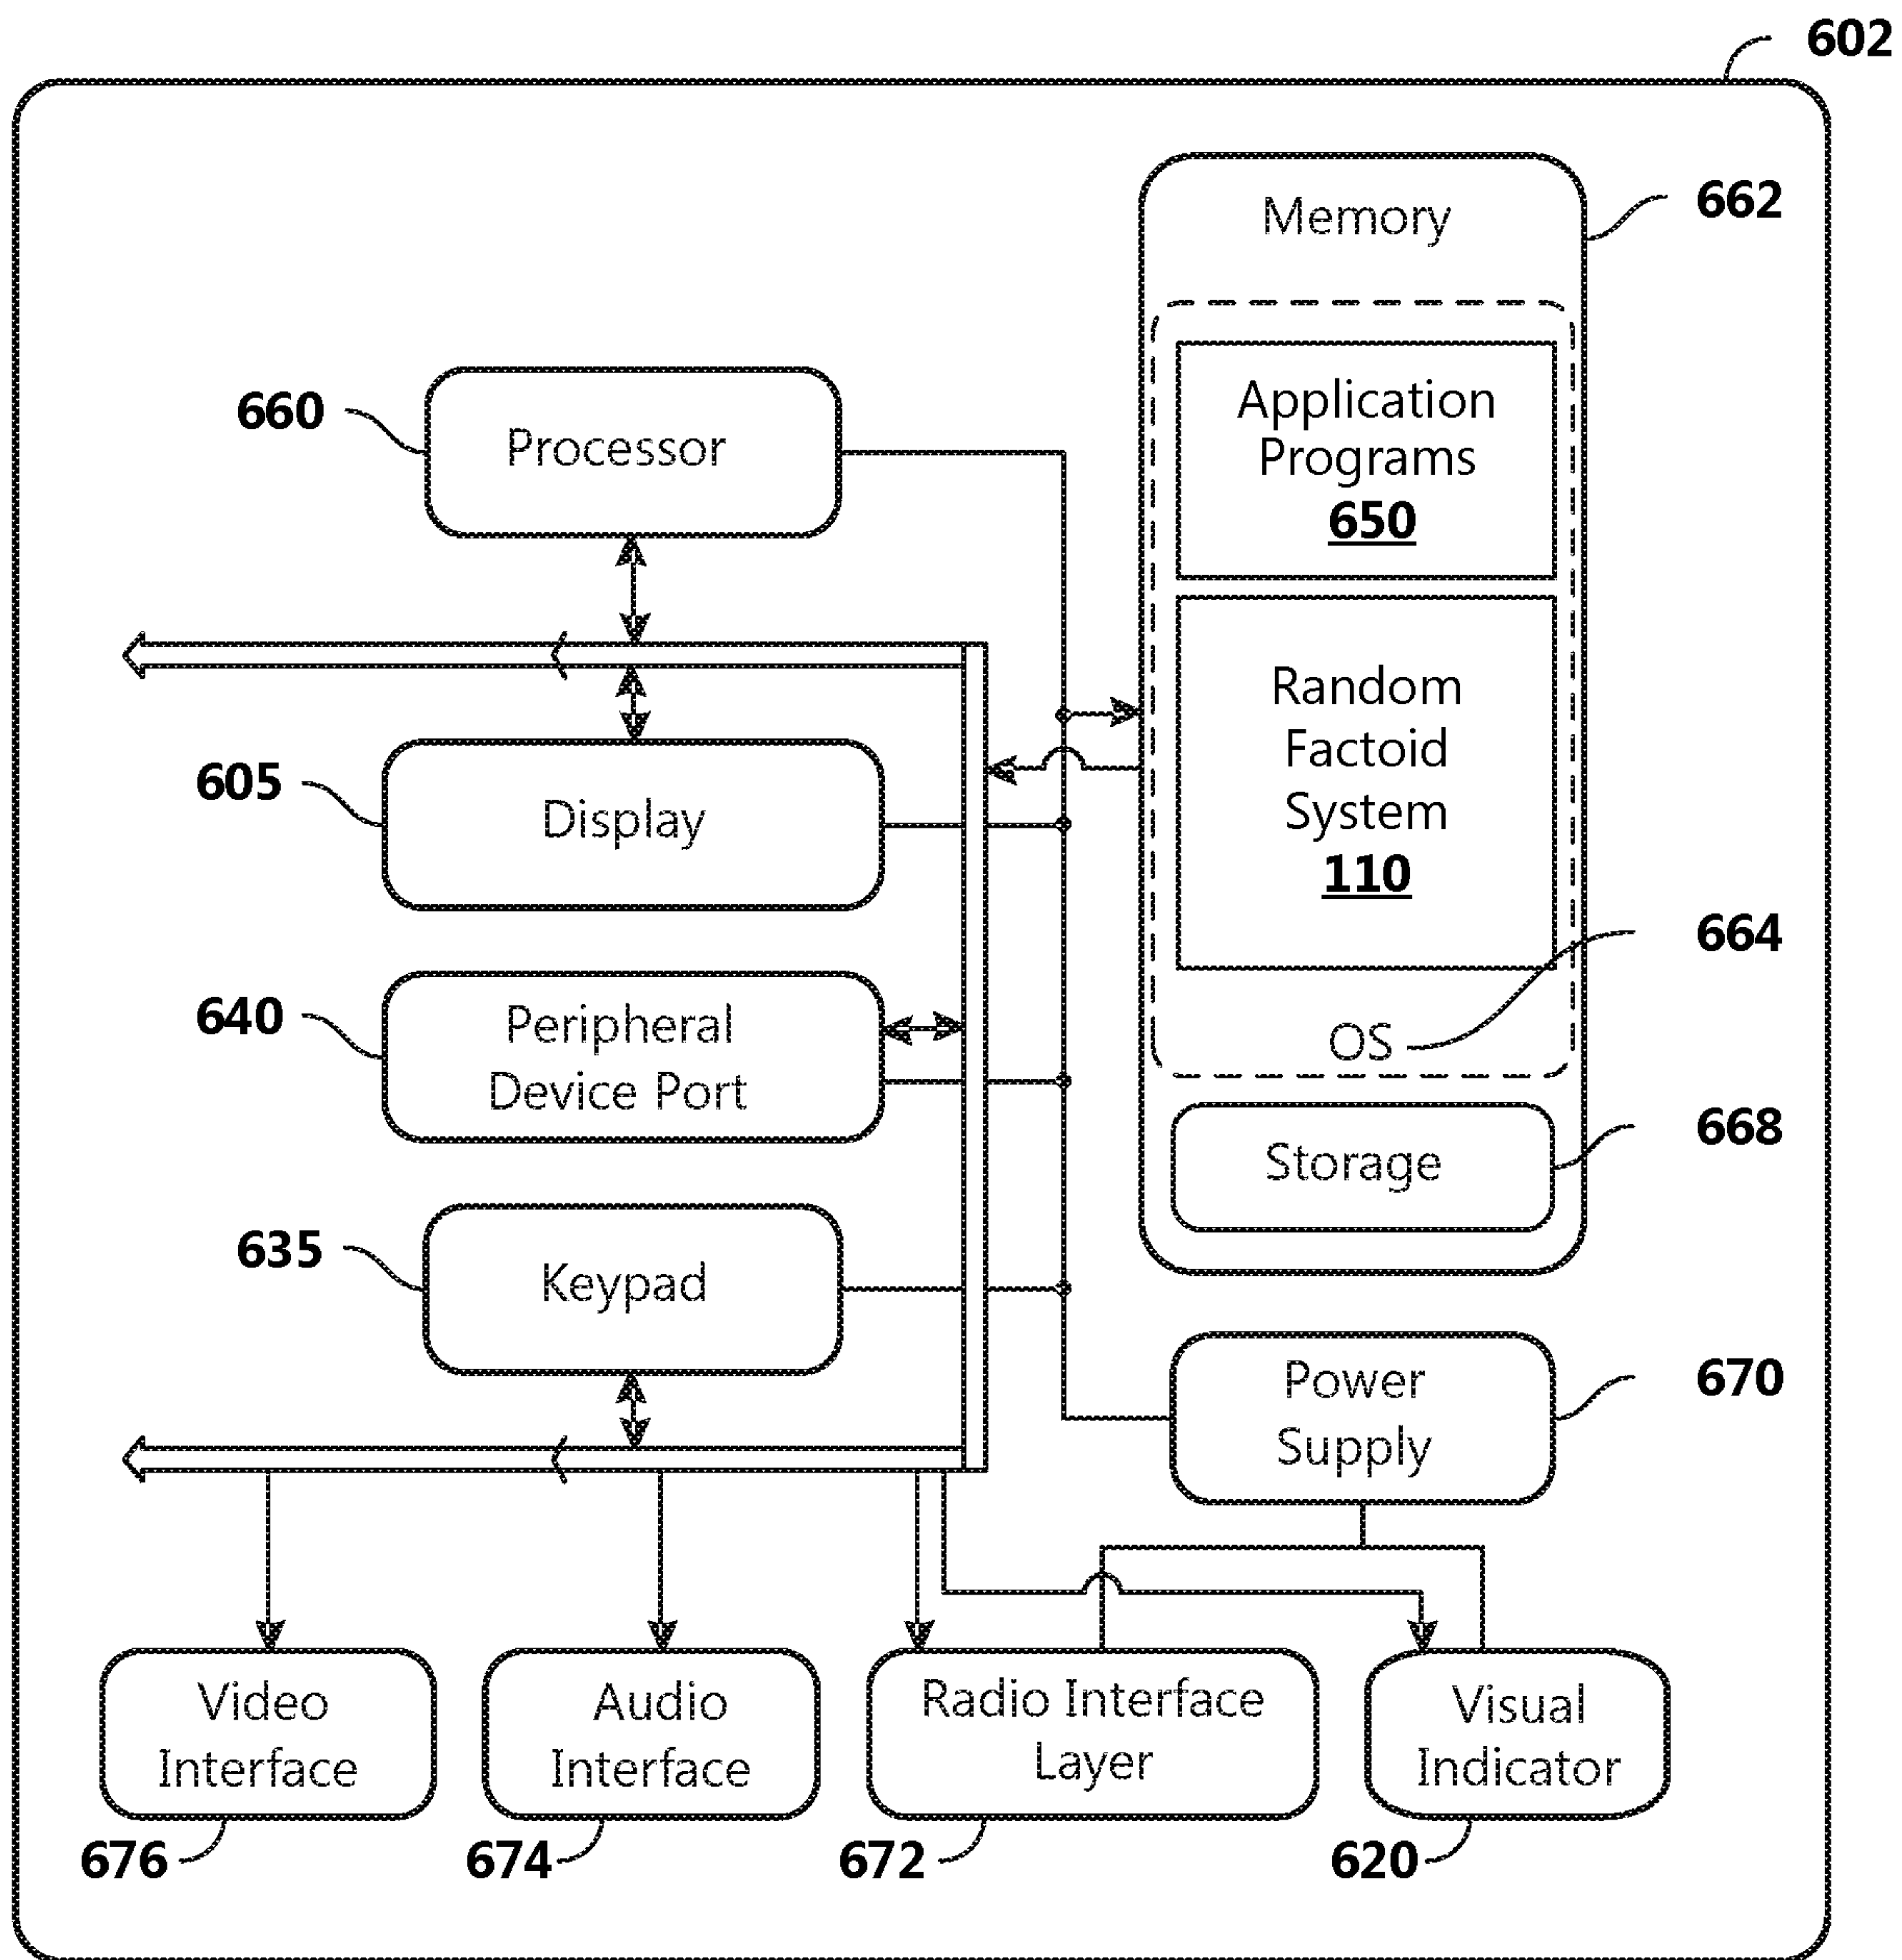 602
Memory
662
Application
Programs
650
660
Processor
Random
Factoid
System
110
605
Display
664
640
Peripheral
Device Port
OS
668
Storage
635
Keypad
Power
Supply
670
Video
Interface
Audio
Interface
Radio Interface
Layer
Visual
Indicator
676
674
672
620